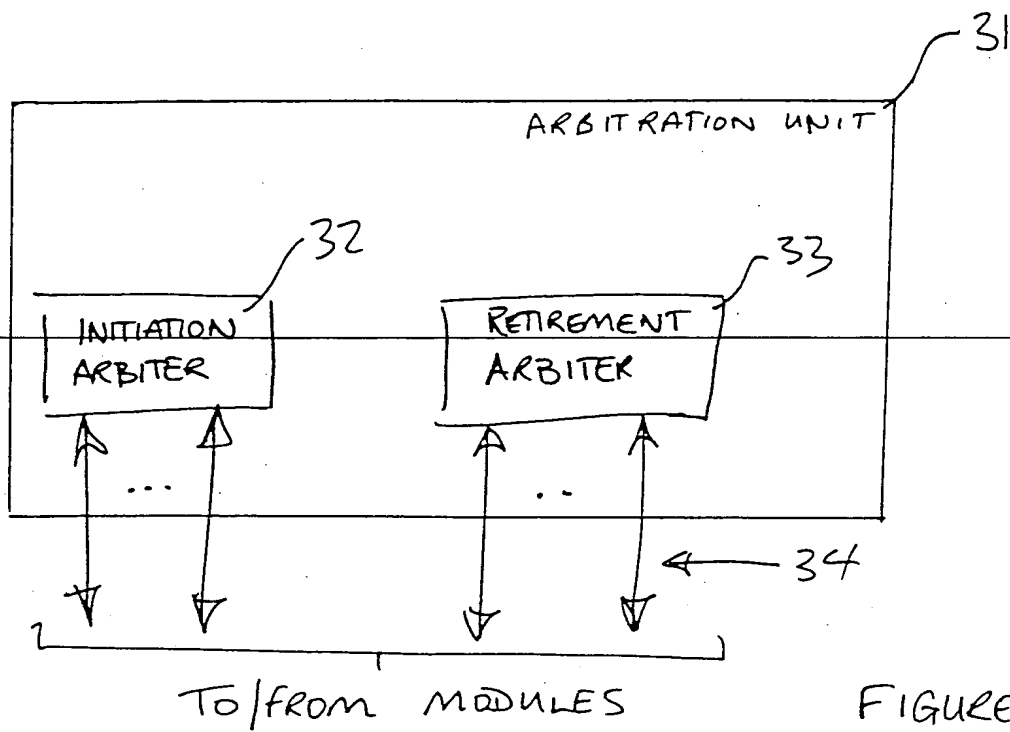 31
ARBITRATION UNIT
32
33
INITIATION
ARBITER
RETIREMENT
ARBITER
...
..
34
TO/FROM MODULES
FIGURE